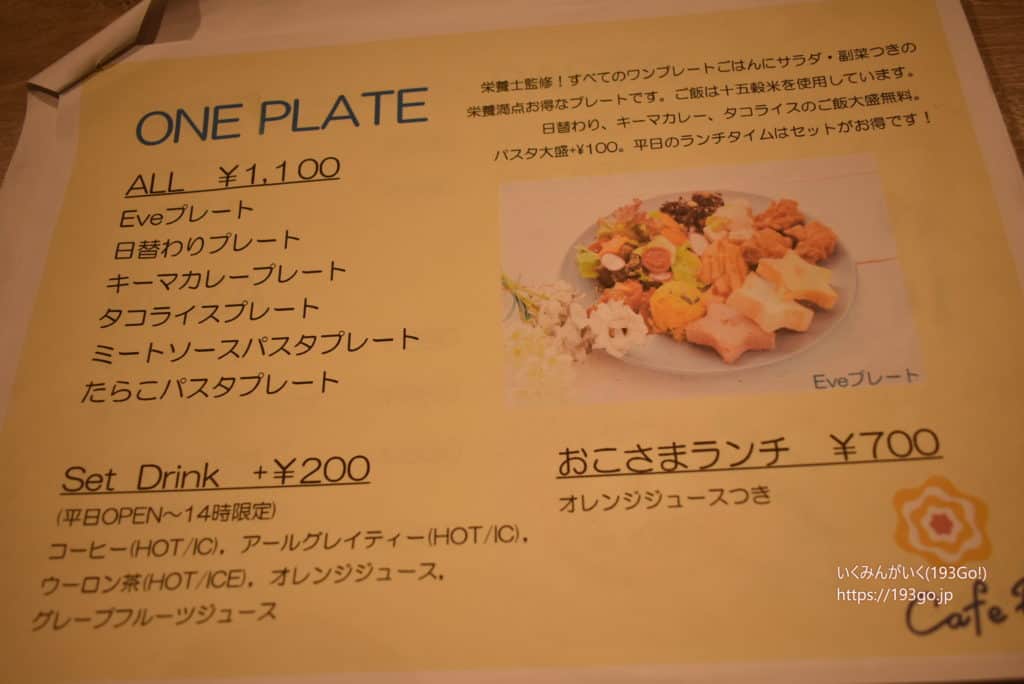 ONE PLATE
ALL ¥1,100
Eveプレート
日替わりプレート
キーマカレープレート
タコライスプレート
ミートソースパスタプレート
たらこパスタプレート
栄養士監修！すべてのワンプレートごはんにサラダ・副菜つきの
栄養満点お得なプレートです。ご飯は十五穀米を使用しています。
日替わり、キーマカレー、タコライスのご飯大盛無料。
パスタ大盛+¥100。平日のランチタイムはセットがお得です！
Eveプレート
Set Drink +¥200
(平日OPEN～14時限定)
コーヒー(HOT/IC), アールグレイティー(HOT/IC),
ウーロン茶(HOT/ICE), オレンジジュース,
グレープフルーツジュース
おこさまランチ ¥700
オレンジジュースつき
いくみんがいく(193Go!)
https://193go.jp
Cafe